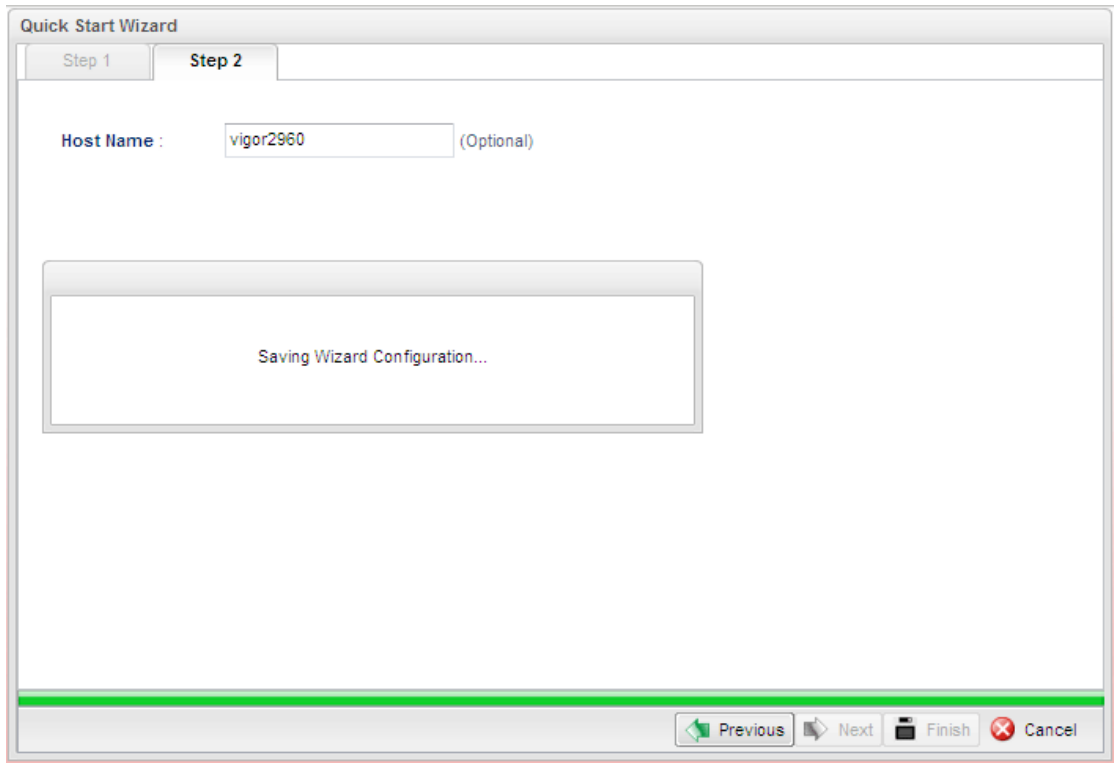 Quick Start Wizard
Step 1 Step 2
Host Name : vigor2960 (Optional)
Saving Wizard Configuration...
Previous Next Finish Cancel